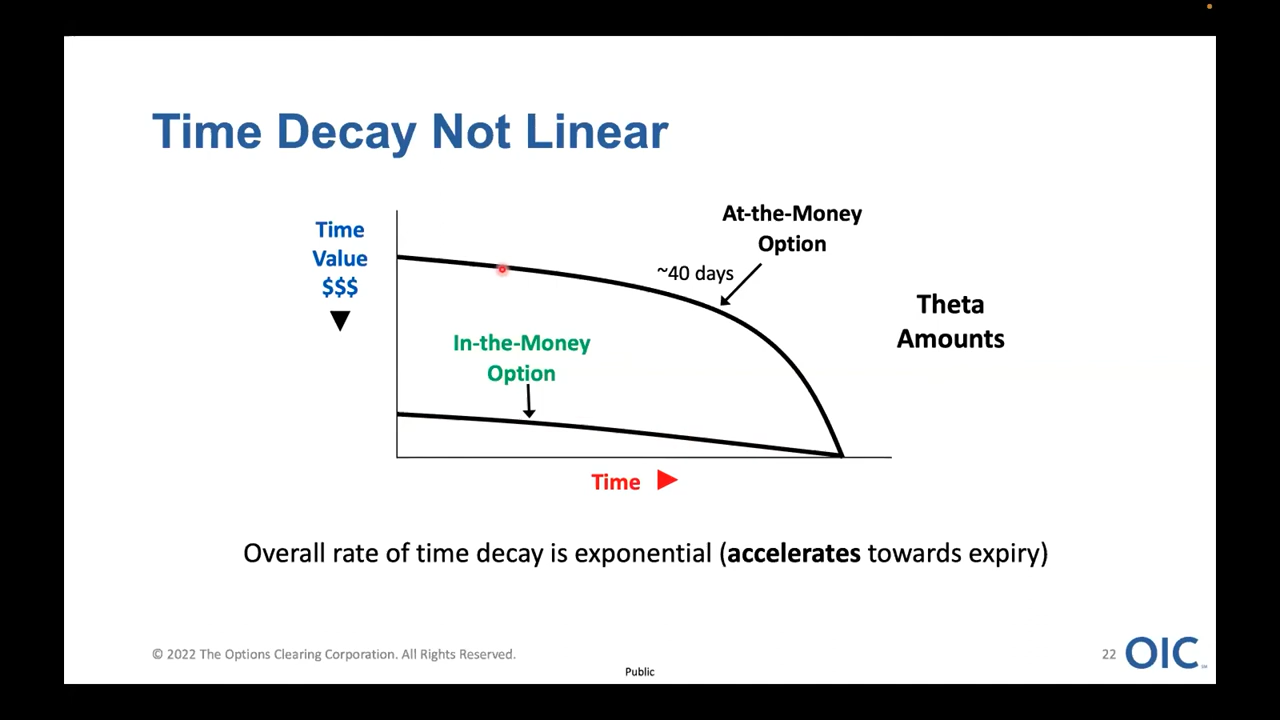 Time Decay Not Linear
Time
Value
$$$
At-the-Money
Option
~40 days
Theta
Amounts
In-the-Money
Option
Time
Overall rate of time decay is exponential (accelerates towards expiry)
© 2022 The Options Clearing Corporation. All Rights Reserved.
22
OIC
Public